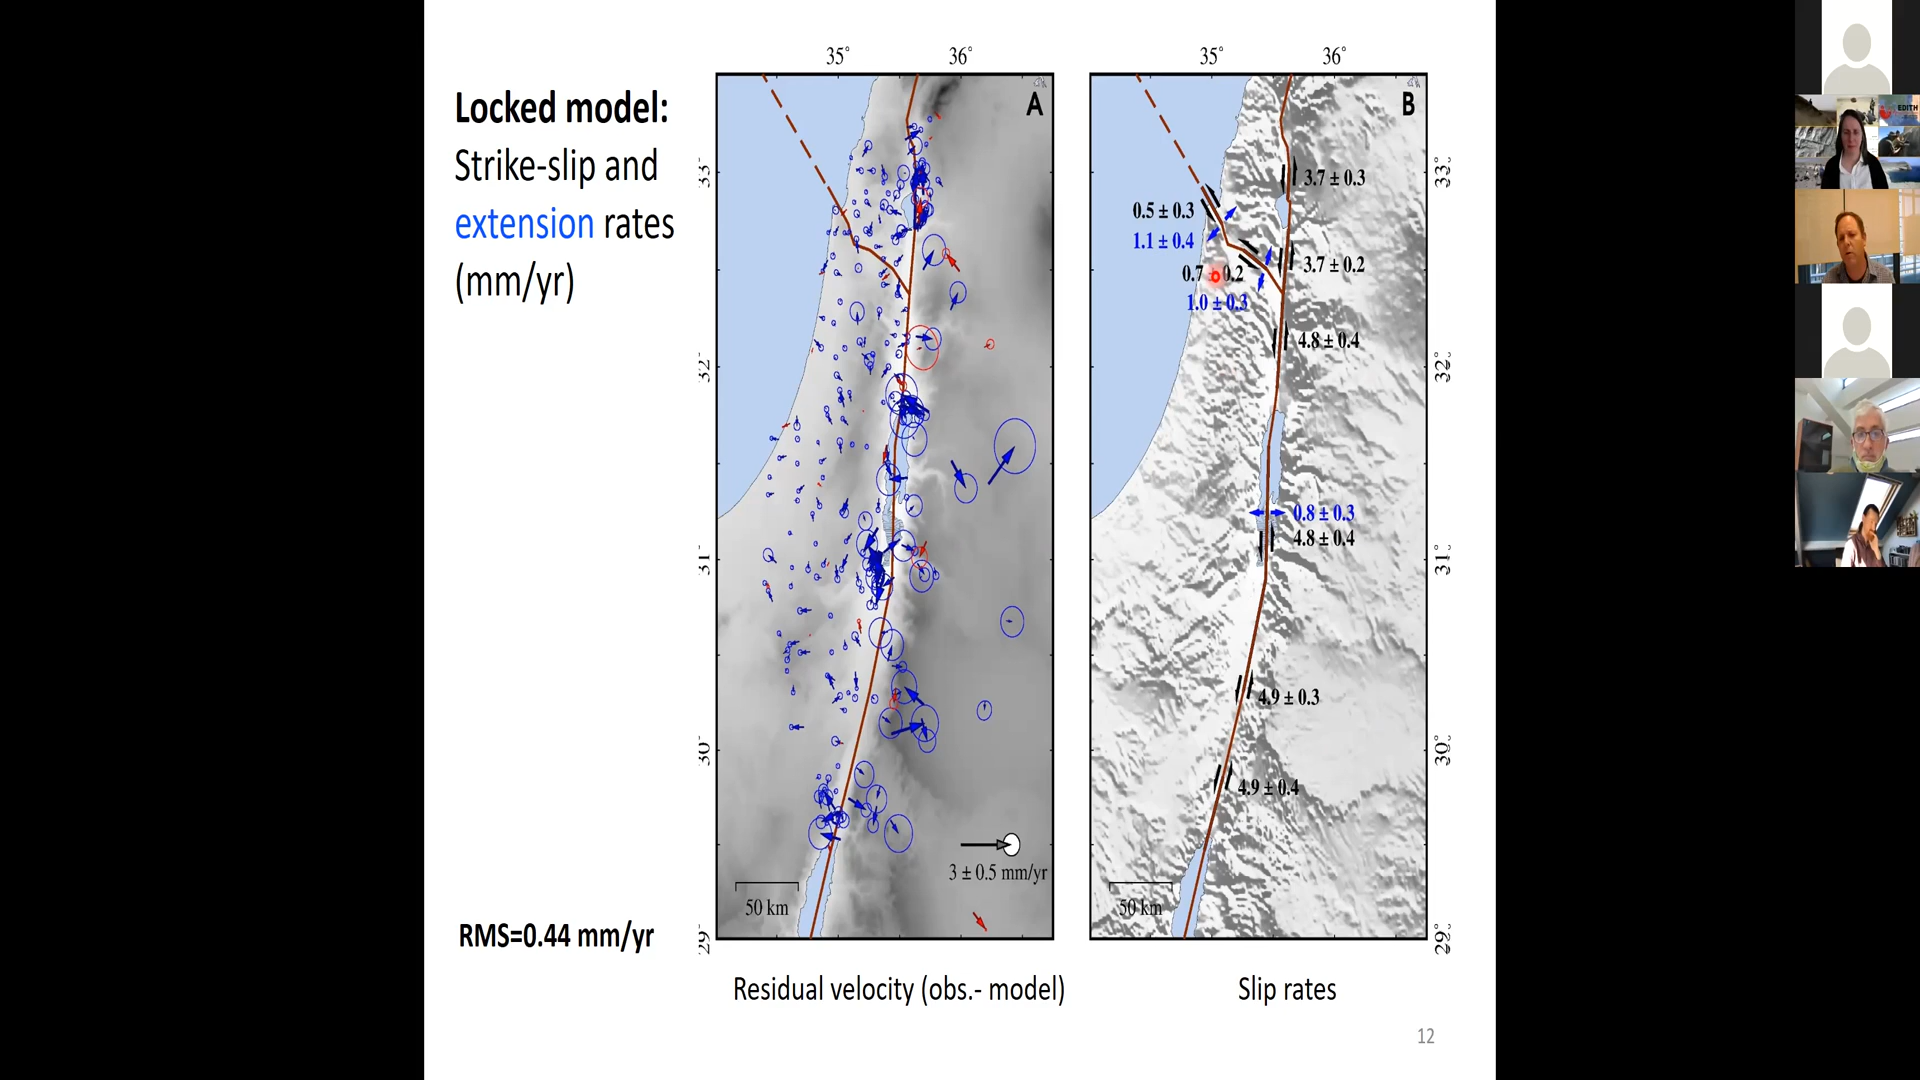 Locked model:
Strike-slip and
extension rates
(mm/yr)
RMS=0.44 mm/yr
35°
36°
A
33°
32°
31°
30°
29°
3 ± 0.5 mm/yr
50 km
Residual velocity (obs.- model)
35°
36°
B
3.7 ± 0.3
0.5 ± 0.3
1.1 ± 0.4
3.7 ± 0.2
0.7 ± 0.2
1.0 ± 0.3
4.8 ± 0.4
0.8 ± 0.3
4.8 ± 0.4
4.9 ± 0.3
4.9 ± 0.4
33°
32°
31°
30°
29°
50 km
Slip rates
12
EDITH